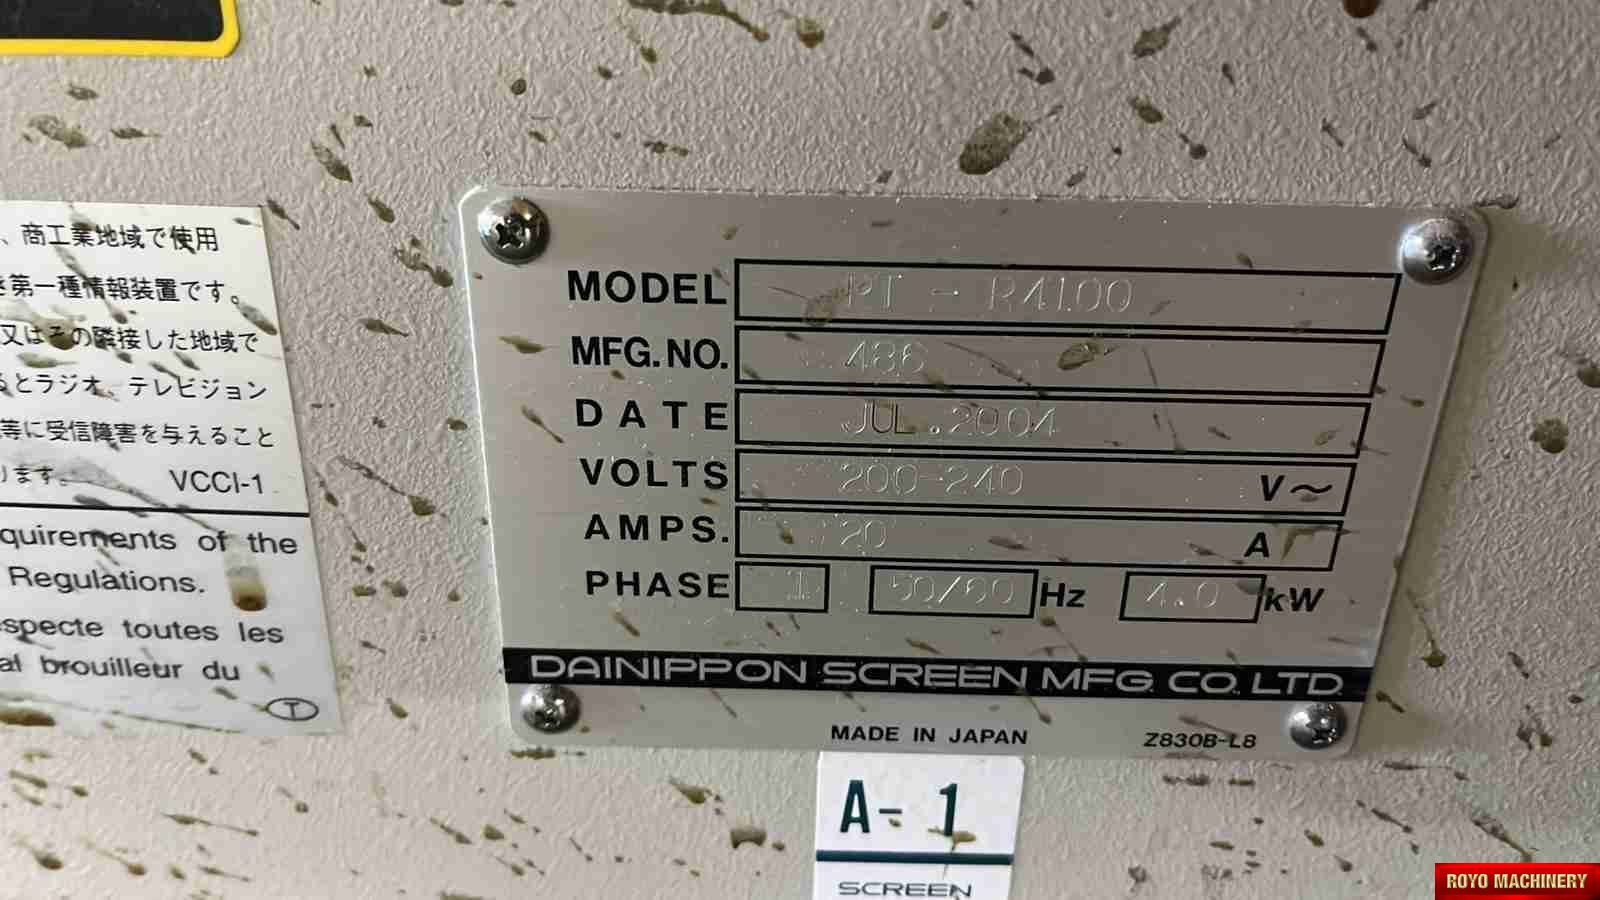 、商工業地域で使用
き第一種情報装置です。
又はその隣接した地域で
るとラジオ、テレビジョン
等に受信障害を与えること
ります。 VCCI-1
quirements of the
Regulations.
especte toutes les
al brouilleur du
T
MODEL PT - R4100
MFG.NO. 486
DATE JUL.2004
VOLTS 200-240 V～
AMPS. 20 A
PHASE 1 50/60 Hz 4.0 kW
DAINIPPON SCREEN MFG. CO. LTD.
MADE IN JAPAN Z830B-L8
A-1
SCREEN
ROYO MACHINERY